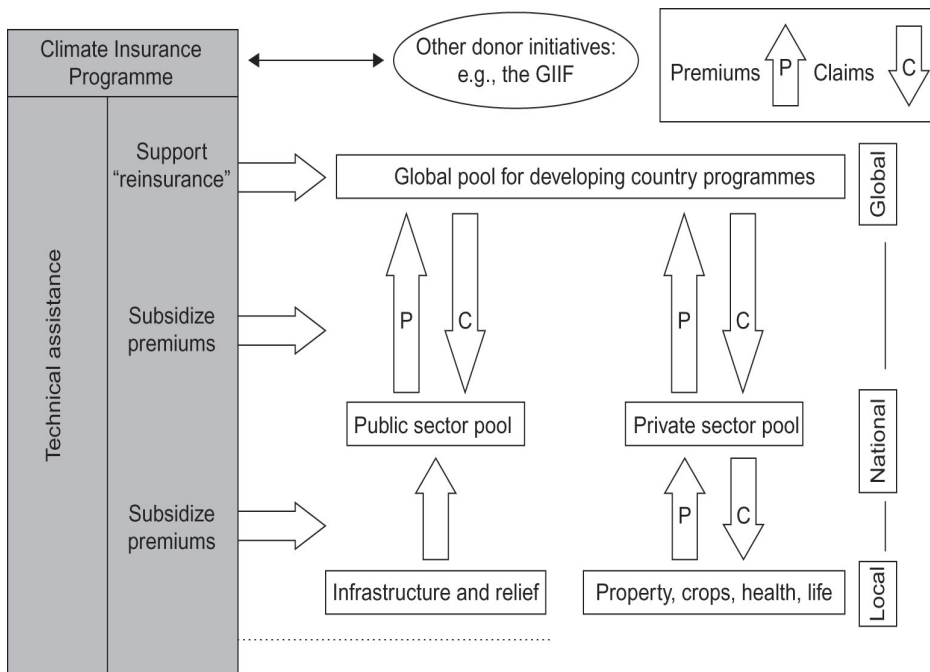 Climate Insurance
Programme
Other donor initiatives:
e.g., the GIIF
Premiums P Claims C
Support
“reinsurance”
Global pool for developing country programmes
Global
Technical assistance
Subsidize
premiums
P C P C
Public sector pool
Private sector pool
National
Subsidize
premiums
P C
Infrastructure and relief
Property, crops, health, life
Local